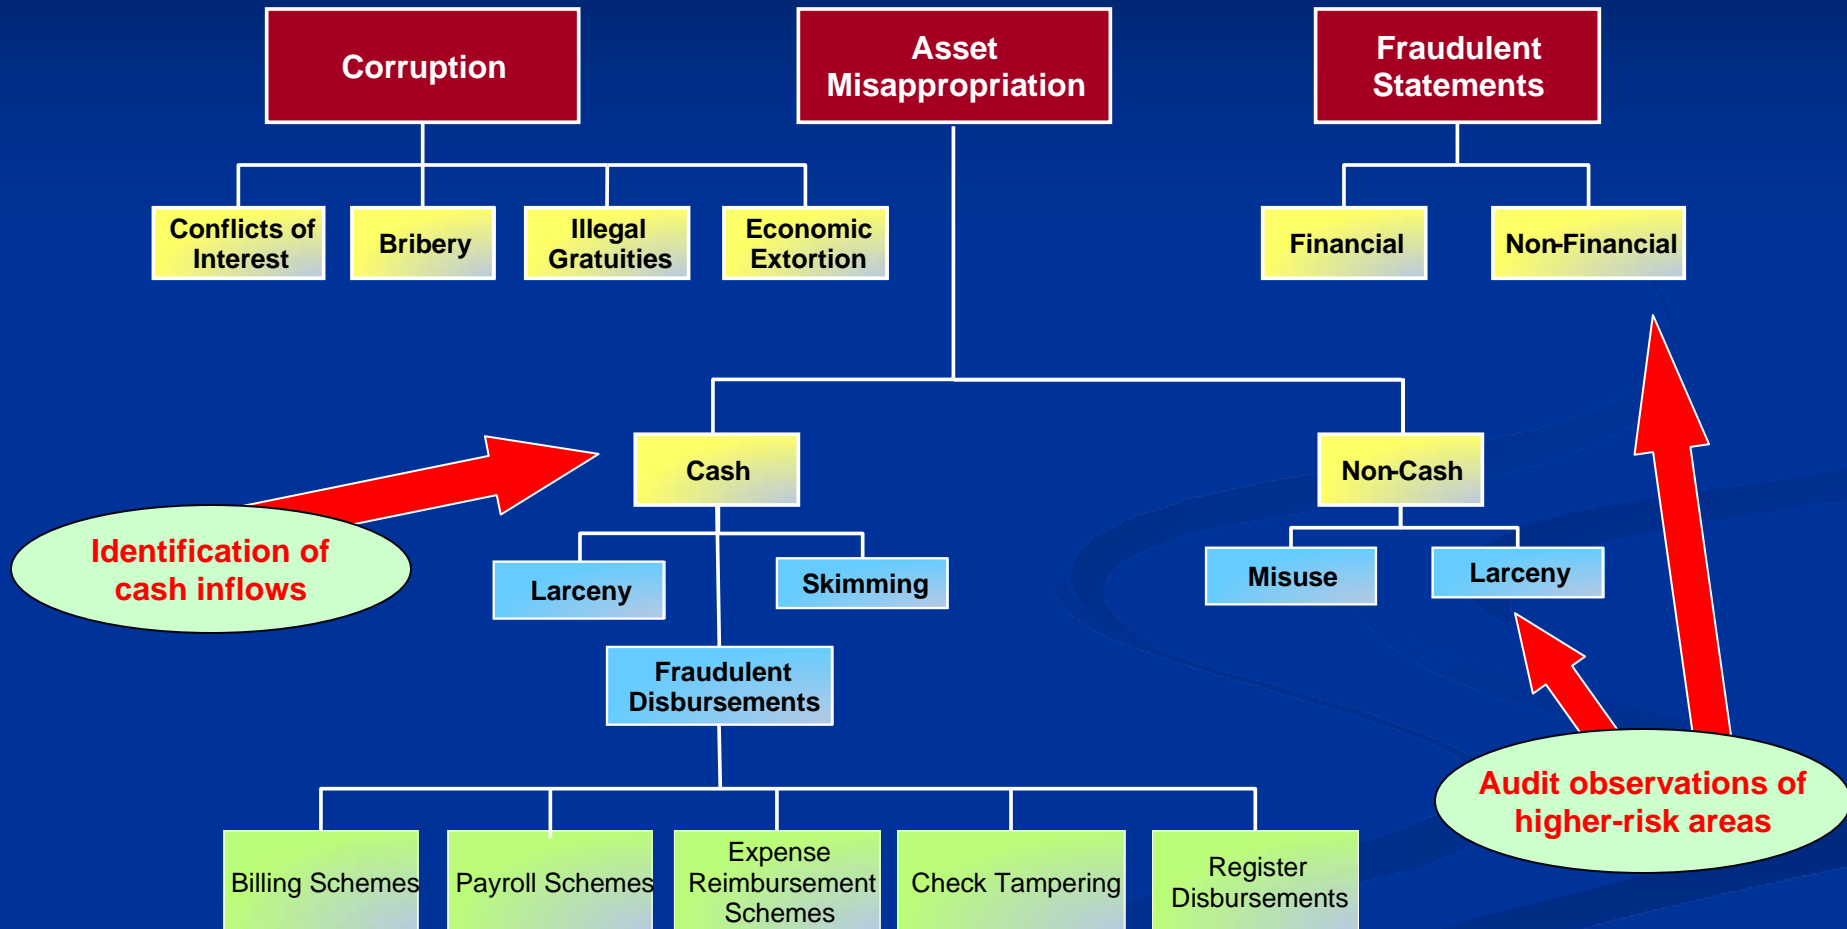 Corruption
Asset
Misappropriation
Fraudulent
Statements
Conflicts of
Interest
Bribery
Illegal
Gratuities
Economic
Extortion
Financial
Non-Financial
Cash
Non-Cash
Identification of
cash inflows
Larceny
Skimming
Misuse
Larceny
Fraudulent
Disbursements
Audit observations of
higher-risk areas
Billing Schemes
Payroll Schemes
Expense
Reimbursement
Schemes
Check Tampering
Register
Disbursements